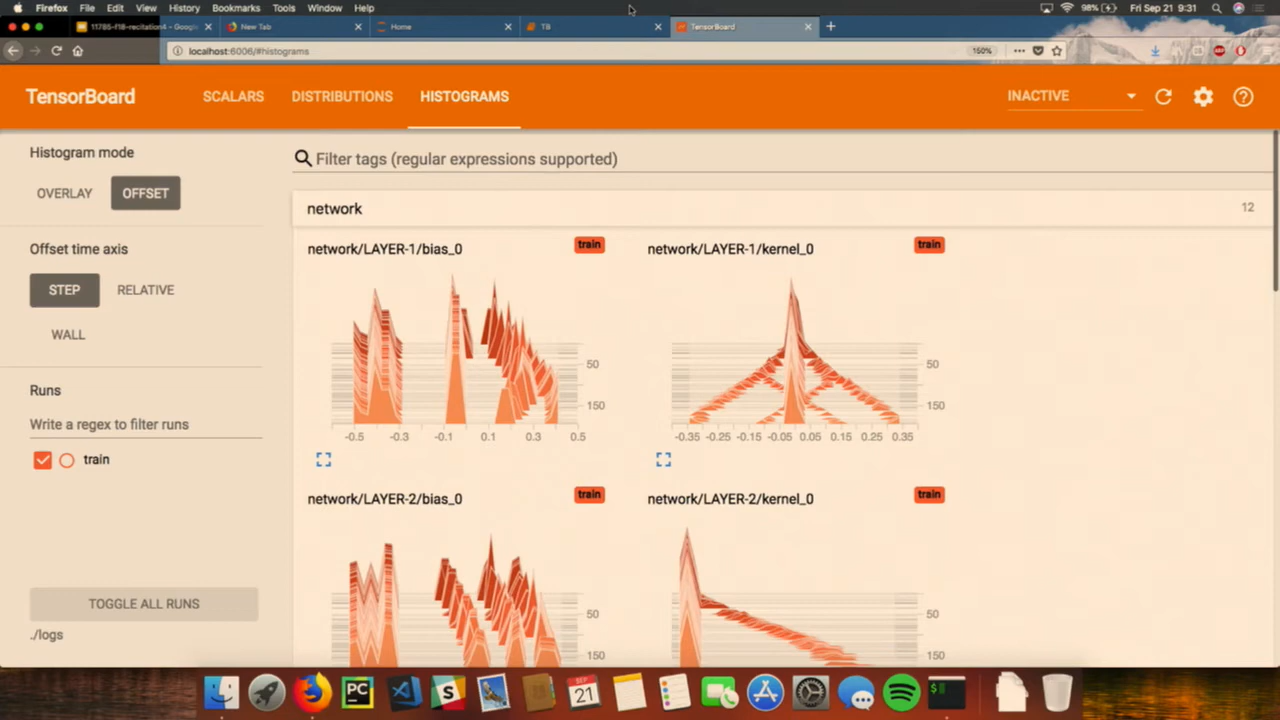 Firefox File Edit View History Bookmarks Tools Window Help 98% Fri Sep 21 9:31
11785-f18-recitation4 - Google New Tab Home TB TensorBoard
localhost:6006/#histograms 150%
TensorBoard SCALARS DISTRIBUTIONS HISTOGRAMS INACTIVE
Histogram mode
OVERLAY OFFSET
Offset time axis
STEP RELATIVE
WALL
Runs
Write a regex to filter runs
train
TOGGLE ALL RUNS
./logs
Filter tags (regular expressions supported)
network 12
network/LAYER-1/bias_0 train
50
150
-0.5 -0.3 -0.1 0.1 0.3 0.5
network/LAYER-1/kernel_0 train
50
150
-0.35 -0.25 -0.15 -0.05 0.05 0.15 0.25 0.35
network/LAYER-2/bias_0 train
50
150
network/LAYER-2/kernel_0 train
50
150
PC
S
SEP
21
$